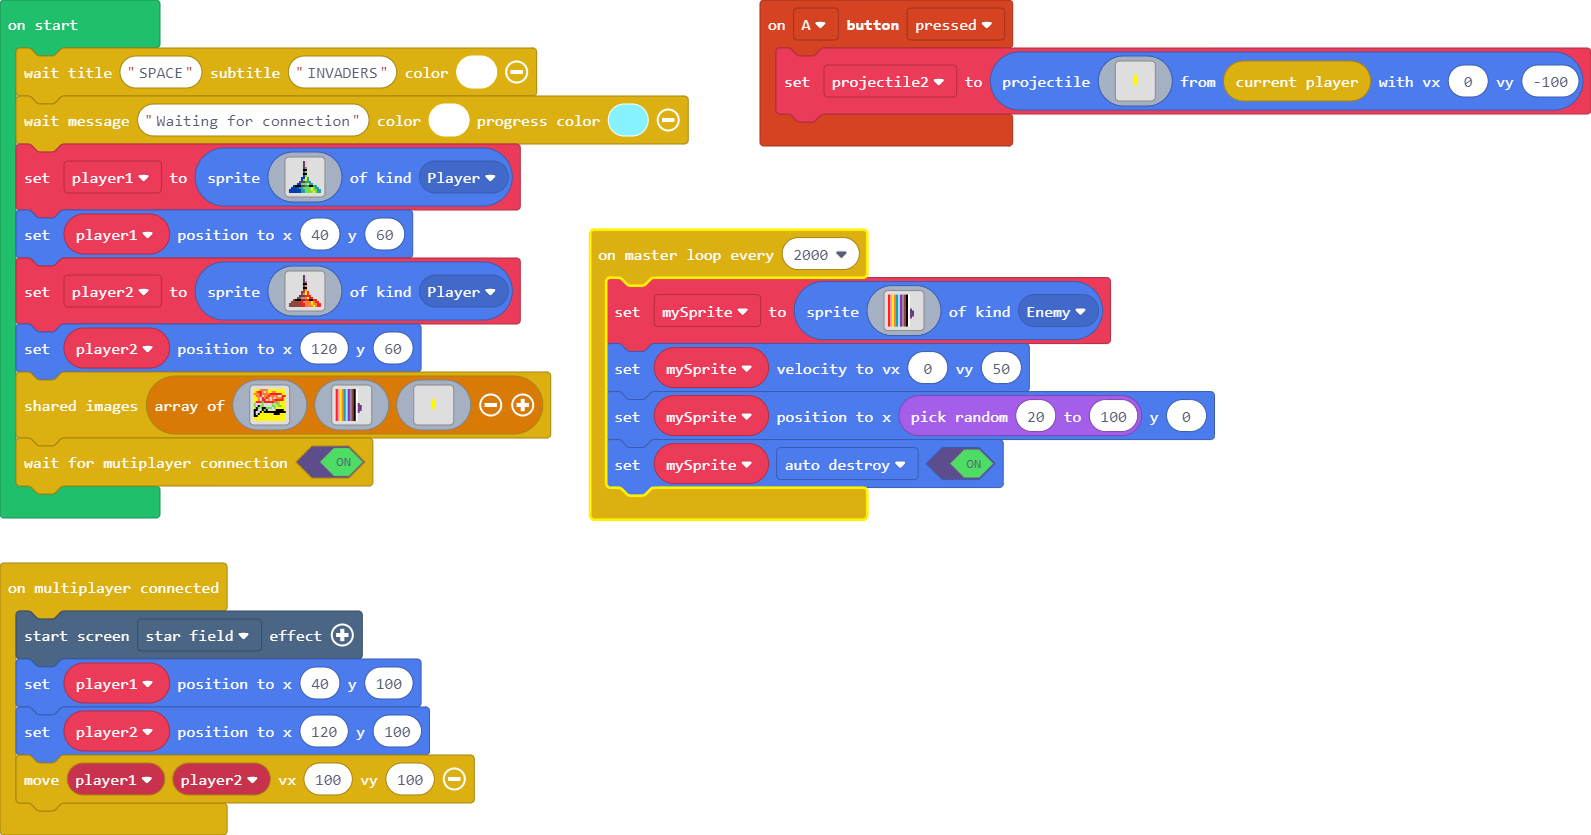 on start
wait title "SPACE" subtitle "INVADERS" color
wait message "Waiting for connection" color progress color
set player1 to sprite of kind Player
set player1 position to x 40 y 60
set player2 to sprite of kind Player
set player2 position to x 120 y 60
shared images array of
wait for mutiplayer connection ON
on A button pressed
set projectile2 to projectile from current player with vx 0 vy -100
on master loop every 2000
set mySprite to sprite of kind Enemy
set mySprite velocity to vx 0 vy 50
set mySprite position to x pick random 20 to 100 y 0
set mySprite auto destroy ON
on multiplayer connected
start screen star field effect
set player1 position to x 40 y 100
set player2 position to x 120 y 100
move player1 player2 vx 100 vy 100